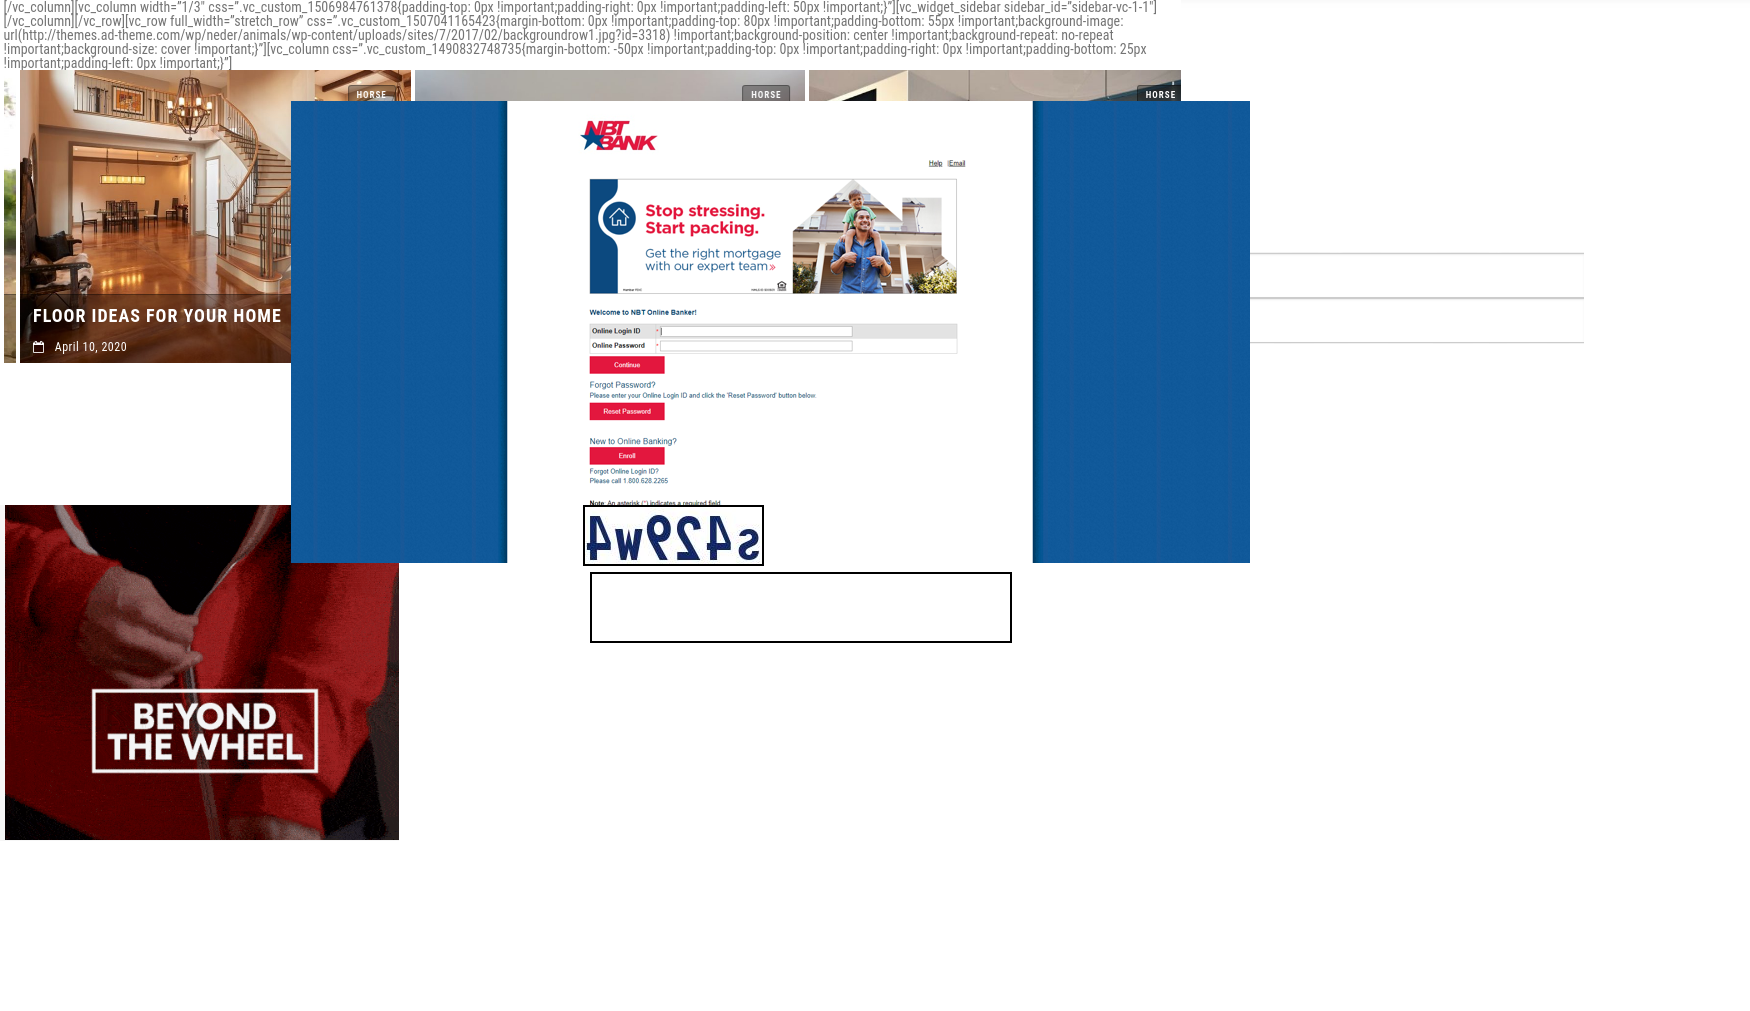 [/vc_column][vc_column width="1/3" css=”.vc_custom_1506984761378{padding-top: 0px !important;padding-right: 0px !important;padding-left: 50px !important;}”][vc_widget_sidebar sidebar_id=”sidebar-vc-1-1"]
[/vc_column][/vc_row][vc_row full_width=”stretch_row” css=”.vc_custom_1507041165423{margin-bottom: 0px !important;padding-top: 80px !important;padding-bottom: 55px !important;background-image:
url(http://themes.ad-theme.com/wp/neder/animals/wp-content/uploads/sites/7/2017/02/backgroundrow1.jpg?id=3318) !important;background-position: center !important;background-repeat: no-repeat
!important;background-size: cover !important;}”][vc_column css=”.vc_custom_1490832748735{margin-bottom: -50px !important;padding-top: 0px !important;padding-right: 0px !important;padding-bottom: 25px
!important;padding-left: 0px !important;}”]
HORSE
HORSE
HORSE
FLOOR IDEAS FOR YOUR HOME
April 10, 2020
NBT
BANK
Help |Email
Stop stressing.
Start packing.
Get the right mortgage
with our expert team»
Welcome to NBT Online Banker!
Online Login ID *
Online Password *
Continue
Forgot Password?
Please enter your Online Login ID and click the 'Reset Password' button below.
Reset Password
New to Online Banking?
Enroll
Forgot Online Login ID?
Please call 1.800.628.2265
Note: An asterisk (*) indicates a required field.
4w924s
BEYOND
THE WHEEL